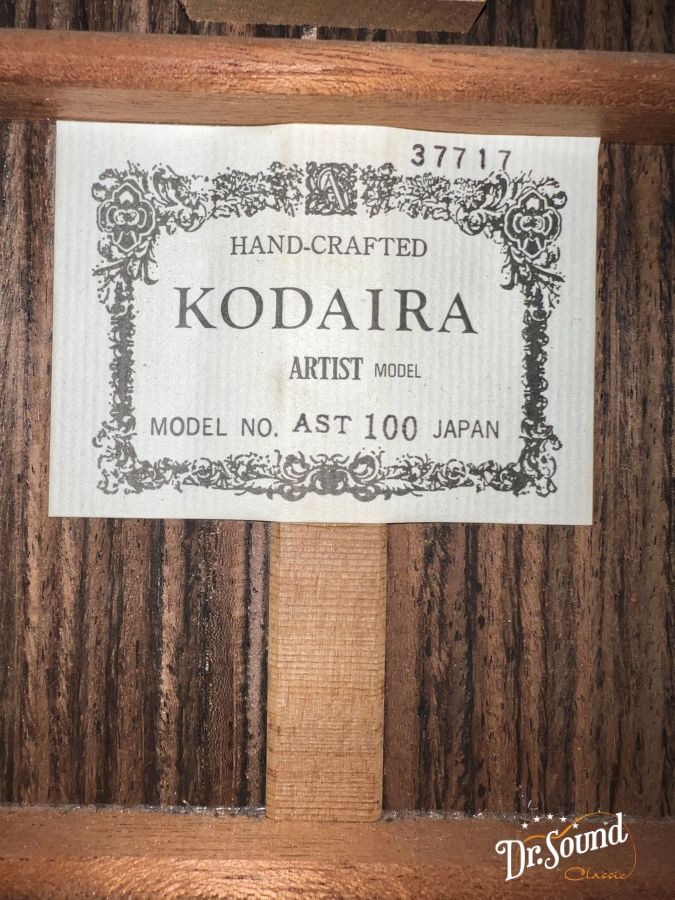 37717
A
HAND-CRAFTED
KODAIRA
ARTIST MODEL
MODEL NO. AST 100 JAPAN
Dr. Sound
Classic